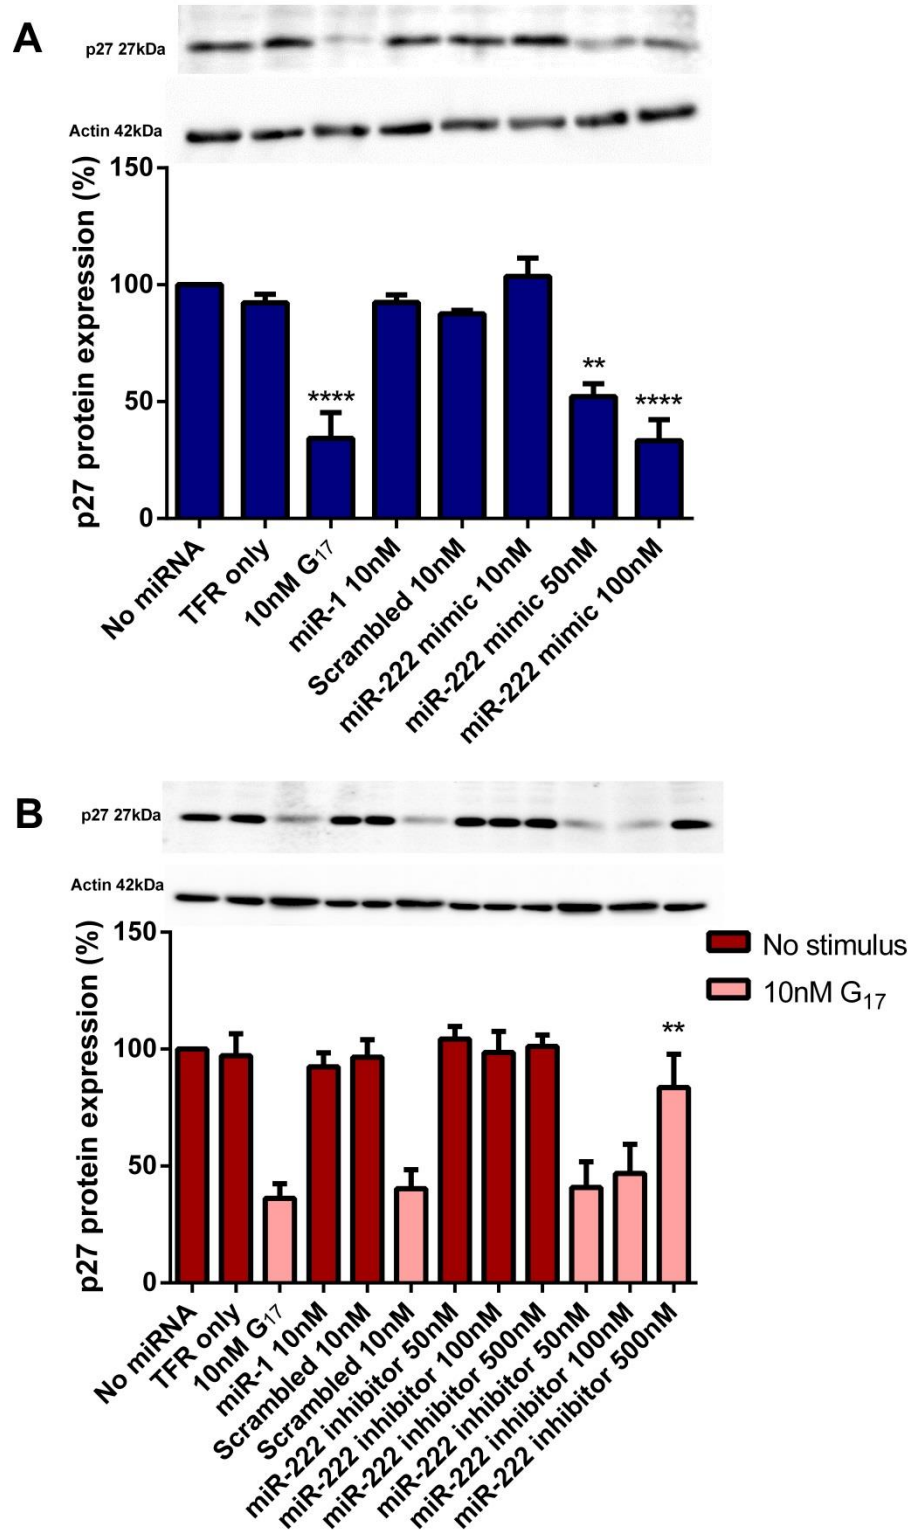 A
p27 27kDa
Actin 42kDa
p27 protein expression (%)
150
100
50
0
****
**
****
No miRNA
TFR only
10nM G17
miR-1 10nM
Scrambled 10nM
miR-222 mimic 10nM
miR-222 mimic 50nM
miR-222 mimic 100nM
B
p27 27kDa
Actin 42kDa
p27 protein expression (%)
150
100
50
0
**
No stimulus
10nM G17
No miRNA
TFR only
10nM G17
miR-1 10nM
Scrambled 10nM
Scrambled 10nM
miR-222 inhibitor 50nM
miR-222 inhibitor 100nM
miR-222 inhibitor 500nM
miR-222 inhibitor 50nM
miR-222 inhibitor 100nM
miR-222 inhibitor 500nM